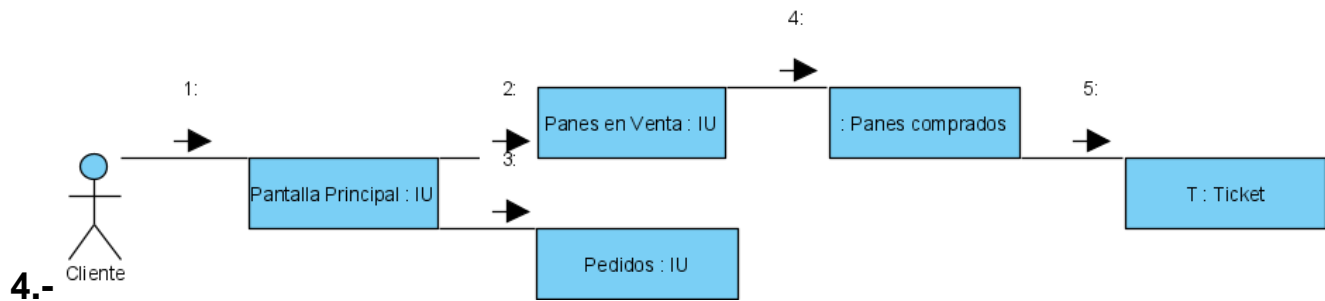 4:
1:
2:
5:
Panes en Venta : IU
: Panes comprados
3:
Pantalla Principal : IU
T : Ticket
Pedidos : IU
Cliente
4.-